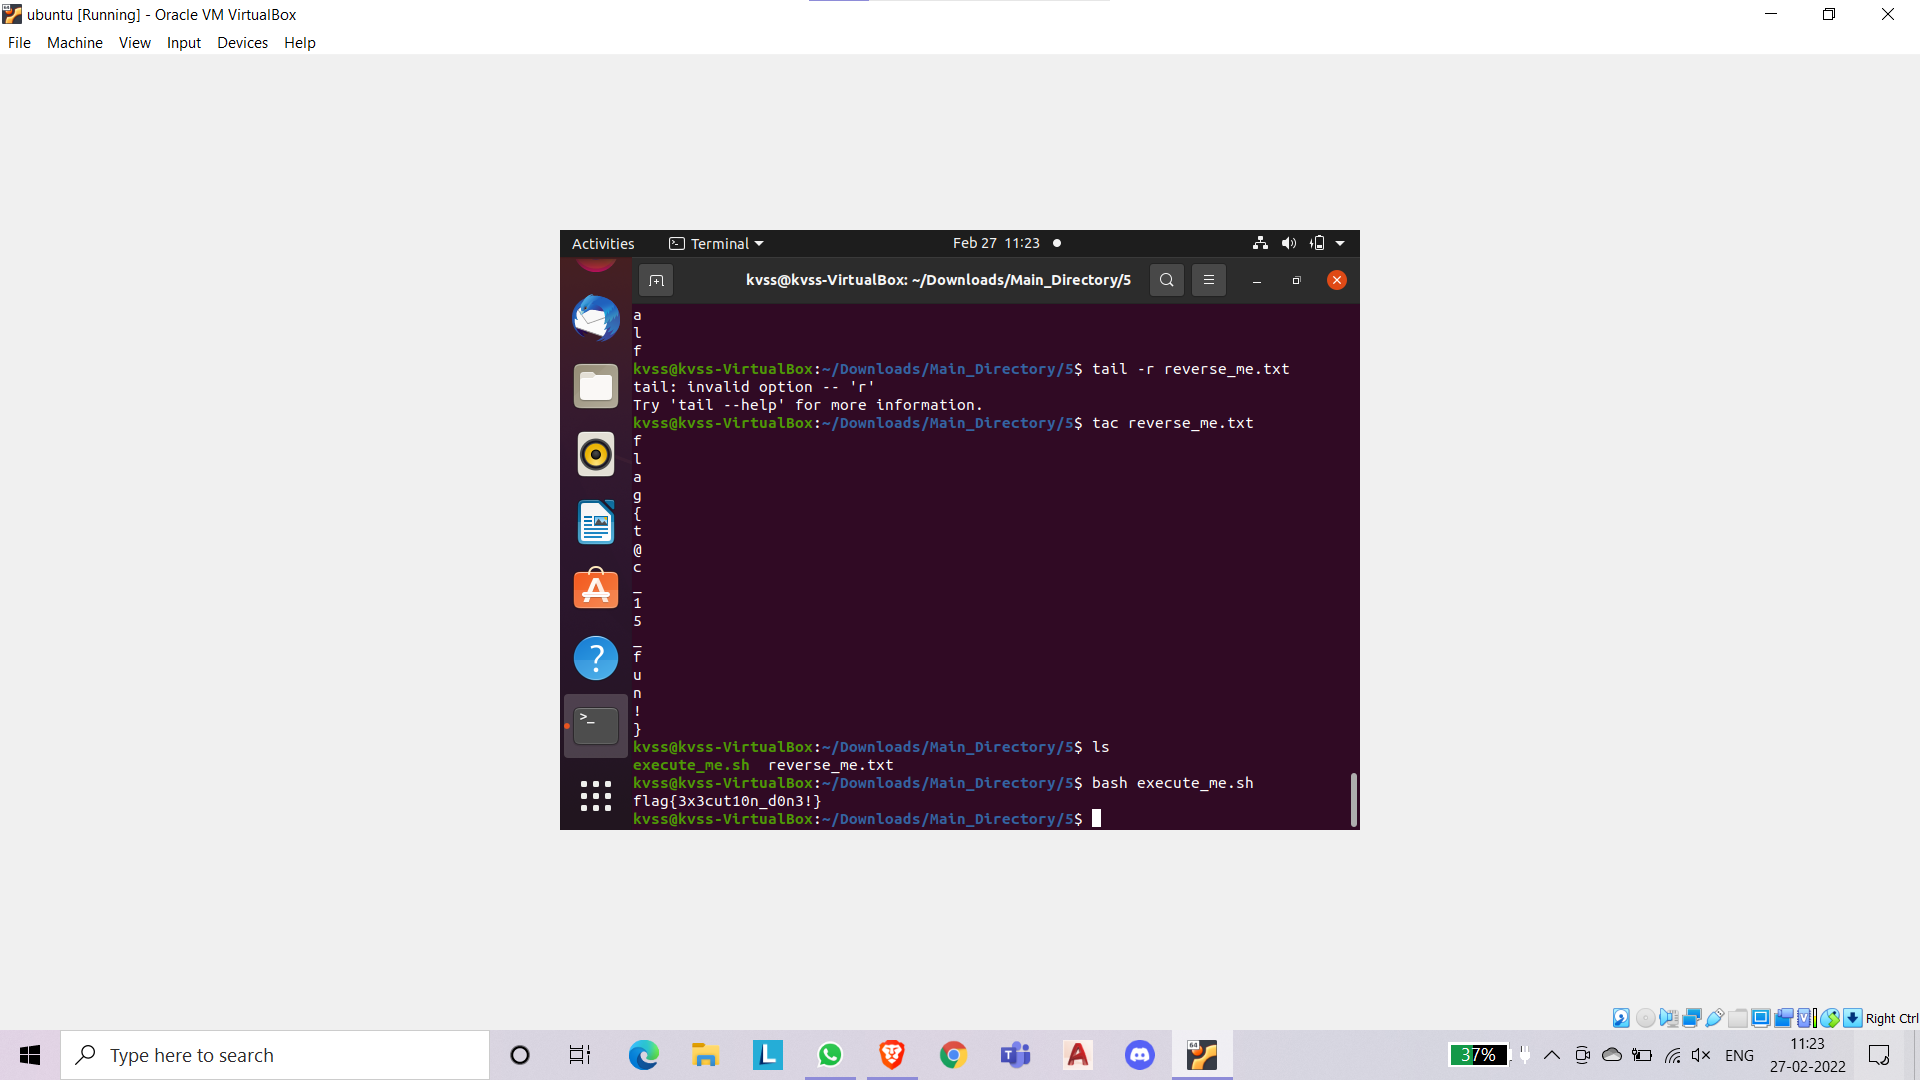 ubuntu [Running] - Oracle VM VirtualBox
File Machine View Input Devices Help
Activities Terminal Feb 27 11:23
kvss@kvss-VirtualBox: ~/Downloads/Main_Directory/5
a
l
f
kvss@kvss-VirtualBox:~/Downloads/Main_Directory/5$ tail -r reverse_me.txt
tail: invalid option -- 'r'
Try 'tail --help' for more information.
kvss@kvss-VirtualBox:~/Downloads/Main_Directory/5$ tac reverse_me.txt
f
l
a
g
{
t
@
c
_
1
5
_
f
u
n
!
}
kvss@kvss-VirtualBox:~/Downloads/Main_Directory/5$ ls
execute_me.sh  reverse_me.txt
kvss@kvss-VirtualBox:~/Downloads/Main_Directory/5$ bash execute_me.sh
flag{3x3cut10n_d0n3!}
kvss@kvss-VirtualBox:~/Downloads/Main_Directory/5$
Right Ctrl
Type here to search
37%
ENG
11:23
27-02-2022